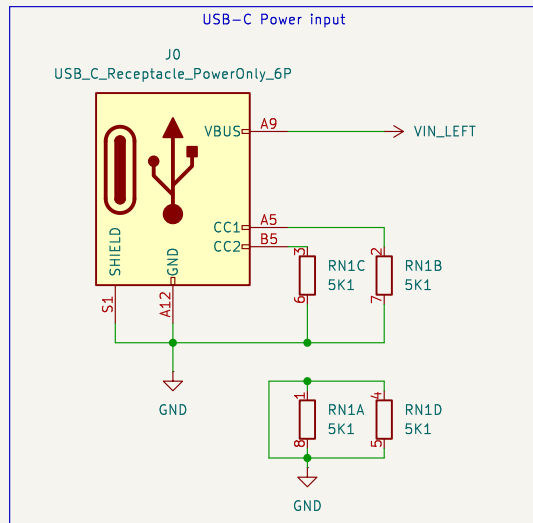 USB-C Power input
J0
USB_C_Receptacle_PowerOnly_6P
VBUS
A9
VIN_LEFT
CC1
A5
CC2
B5
SHIELD
GND
S1
A12
3
RN1C
5K1
6
2
RN1B
5K1
7
GND
1
RN1A
5K1
8
4
RN1D
5K1
5
GND